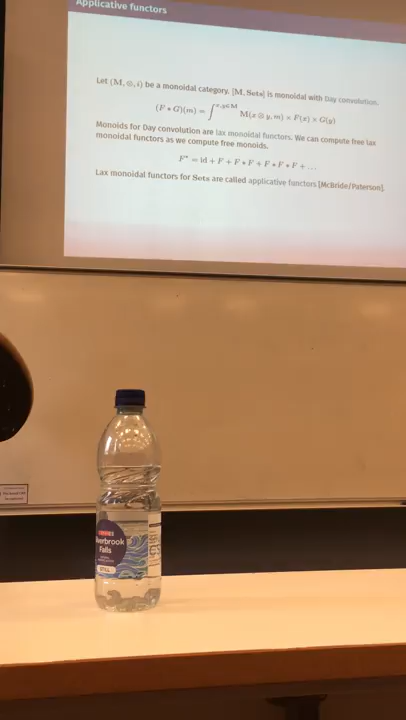 Applicative functors
Let (M, ⊗, i) be a monoidal category. [M, Sets] is monoidal with Day convolution.
(F * G)(m) = ∫^{x,y∈M} M(x ⊗ y, m) × F(x) × G(y)
Monoids for Day convolution are lax monoidal functors. We can compute free lax
monoidal functors as we compute free monoids.
F* = id + F + F * F + F * F * F + ...
Lax monoidal functors for Sets are called applicative functors [McBride/Paterson].
erbrook
Falls
STILL